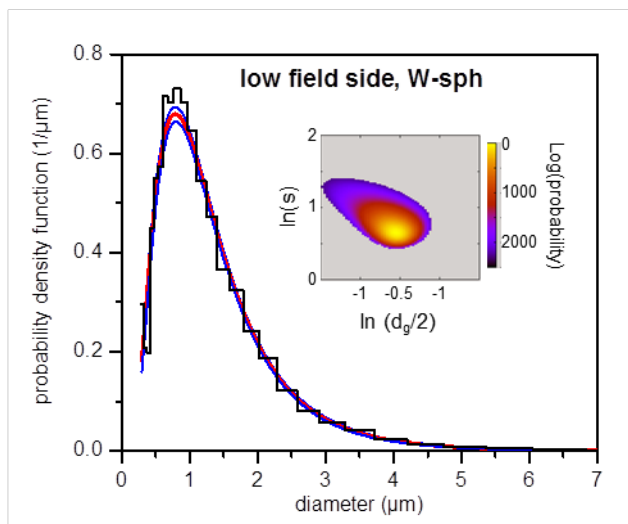 low field side, W-sph
probability density function (1/μm)
0.8
0.6
0.4
0.2
0.0
0 1 2 3 4 5 6 7
diameter (μm)
ln(s)
2
1
0
-1 -0.5 -1
ln (dg/2)
0
1000
2000
Log(probability)